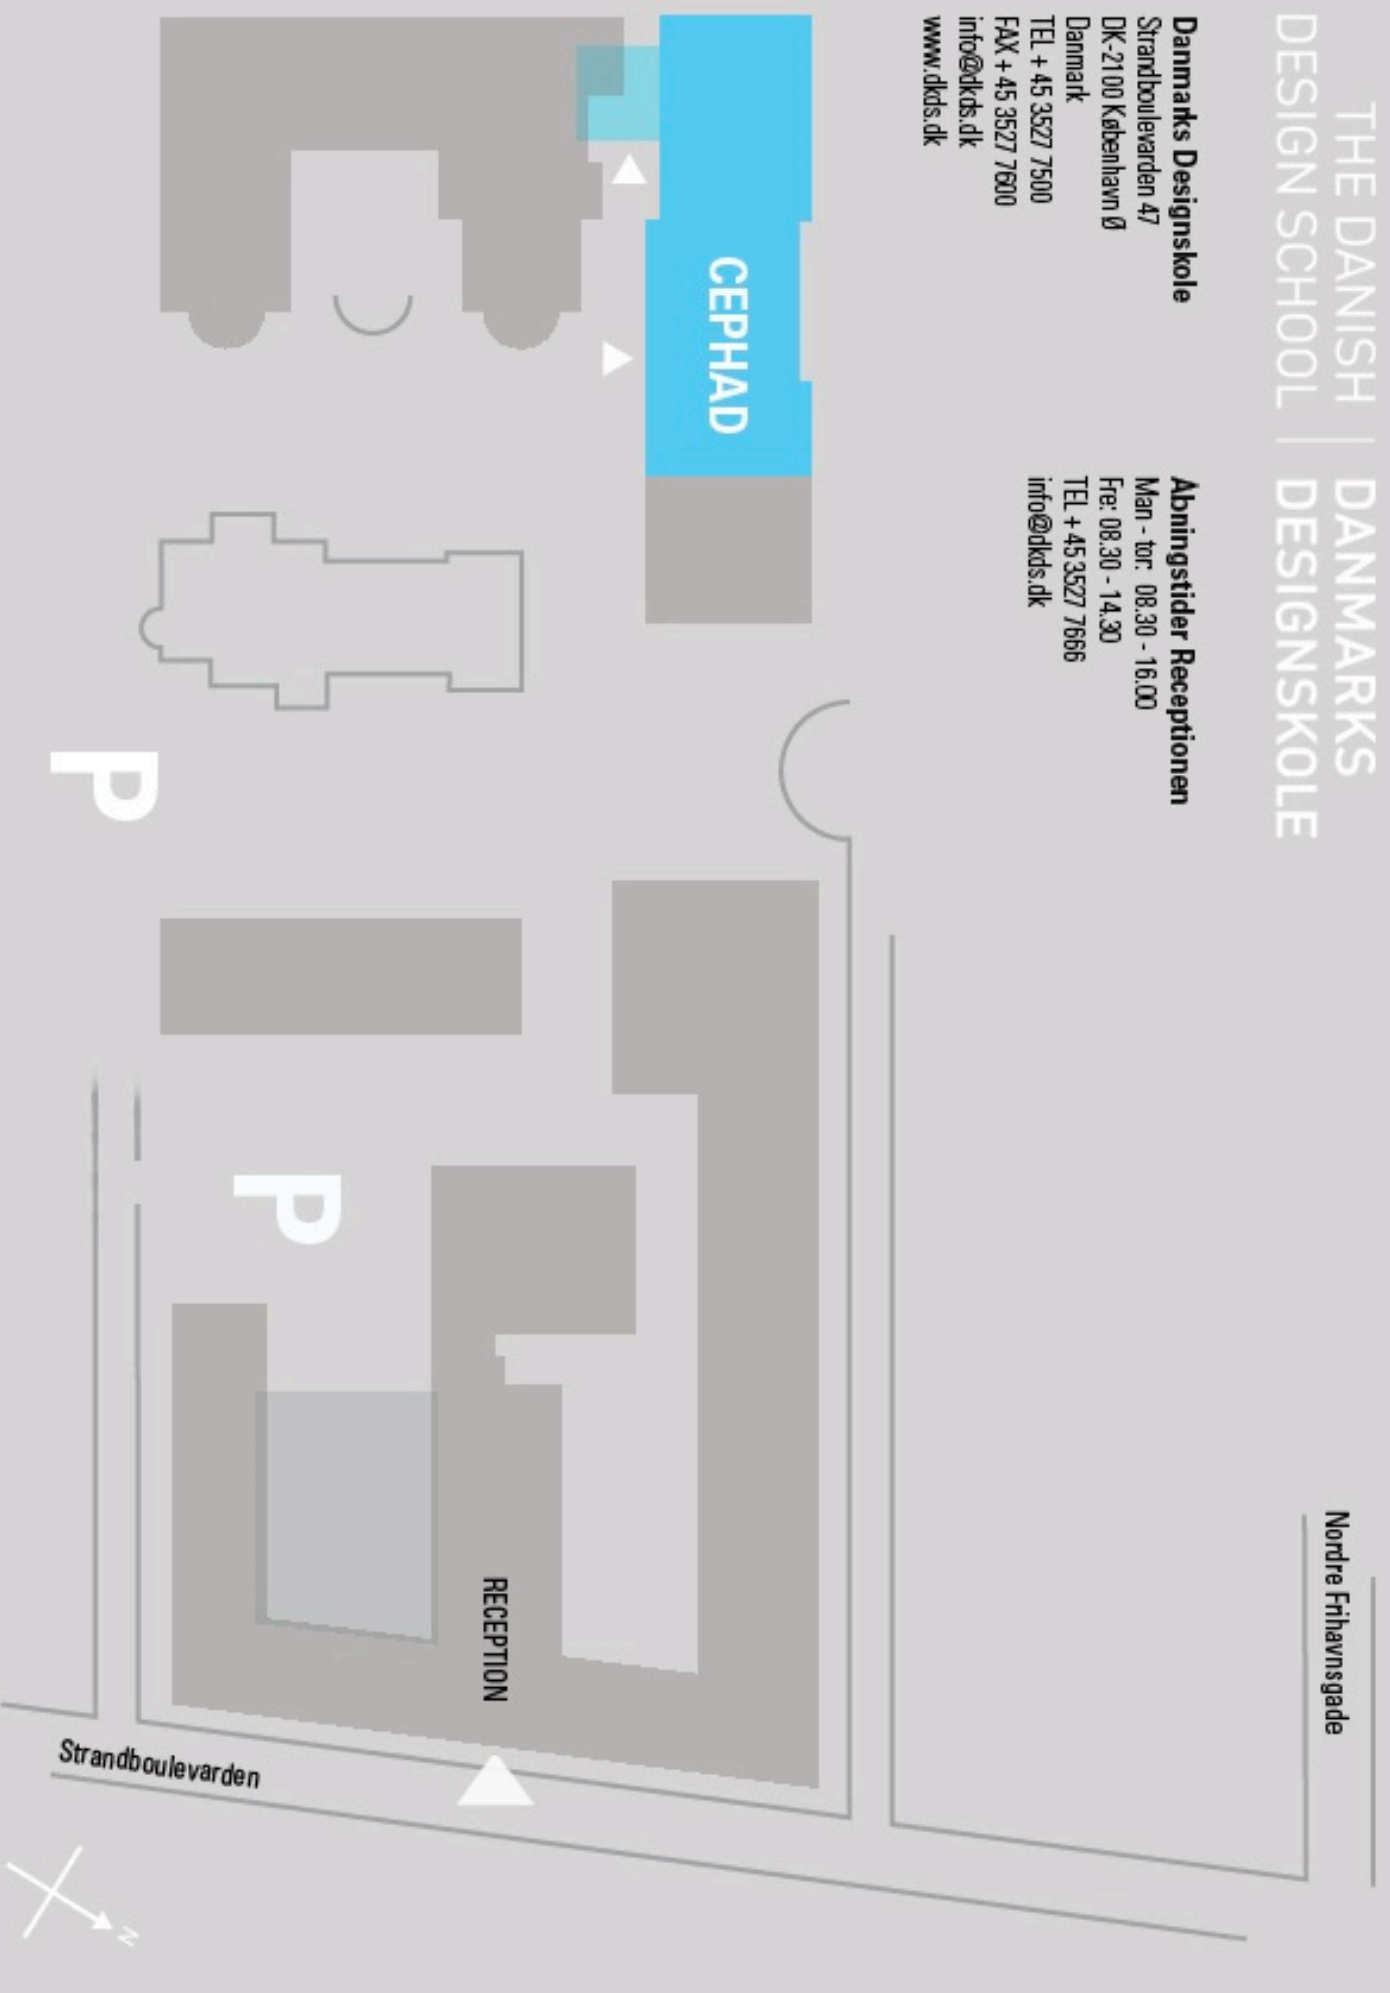 THE DANISH | DANMARKS
DESIGN SCHOOL | DESIGNSKOLE
Danmarks Designskole
Strandboulevarden 47
DK-2100 København Ø
Danmark
TEL + 45 3527 7500
FAX + 45 3527 7600
info@dkds.dk
www.dkds.dk
Åbningstider Receptionen
Man - tor: 08.30 - 16.00
Fre: 08.30 - 14.30
TEL + 45 3527 7666
info@dkds.dk
Nordre Frihavnsgade
CEPHAD
RECEPTION
P
P
Strandboulevarden
N